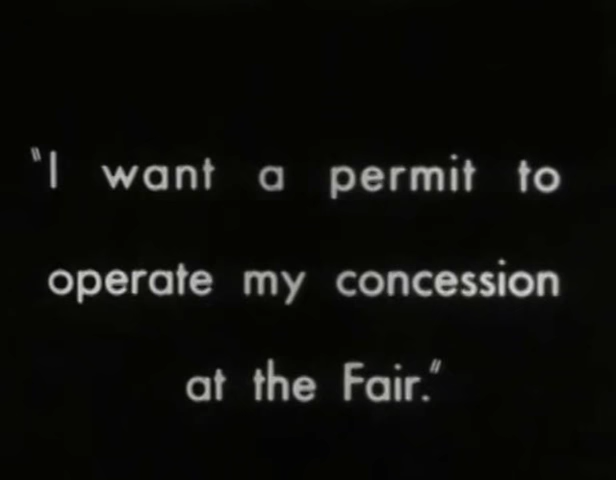 "I want a permit to
operate my concession
at the Fair."